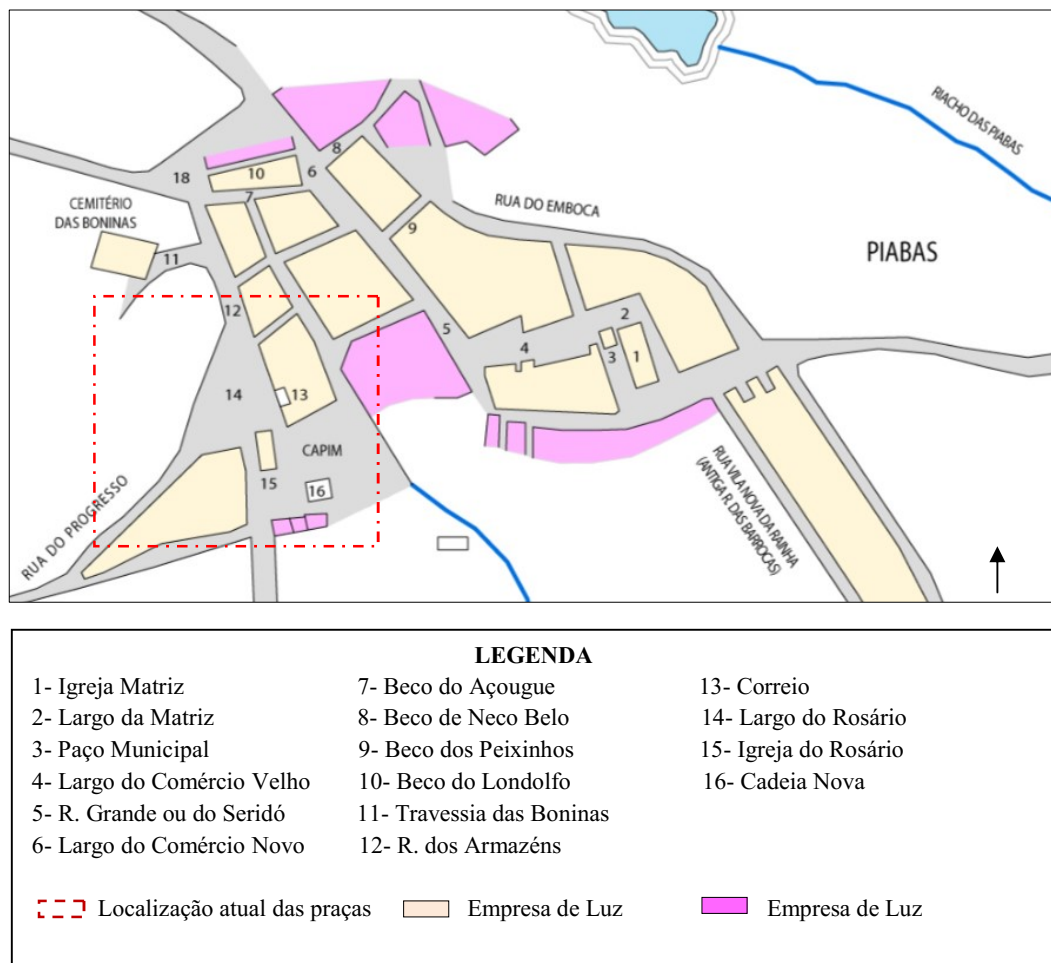 RIACHO DAS PIABAS
8
18
10
6
7
CEMITÉRIO
DAS BONINAS
RUA DO EMBOCA
9
PIABAS
11
12
2
5
4
3
1
14
13
CAPIM
15
16
RUA DO PROGRESSO
RUA VILA NOVA DA RAINHA
(ANTIGA R. DAS BARROCAS)
LEGENDA
1- Igreja Matriz
2- Largo da Matriz
3- Paço Municipal
4- Largo do Comércio Velho
5- R. Grande ou do Seridó
6- Largo do Comércio Novo
7- Beco do Açougue
8- Beco de Neco Belo
9- Beco dos Peixinhos
10- Beco do Londolfo
11- Travessia das Boninas
12- R. dos Armazéns
13- Correio
14- Largo do Rosário
15- Igreja do Rosário
16- Cadeia Nova
Localização atual das praças
Empresa de Luz
Empresa de Luz